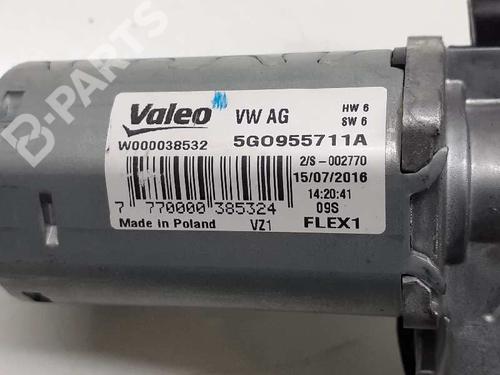 B-PARTS
Valeo VW AG HW 6
SW 6
W000038532 5G0955711A
2/S-002770
15/07/2016
14:20:41
7 770000 385324 09S
Made in Poland VZ1 FLEX1